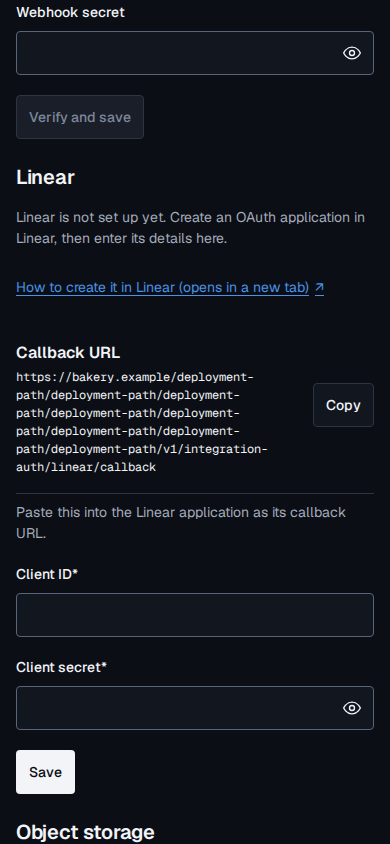 Webhook secret
Verify and save
Linear
Linear is not set up yet. Create an OAuth application in
Linear, then enter its details here.
How to create it in Linear (opens in a new tab) ↗
Callback URL
https://bakery.example/deployment-
path/deployment-path/deployment-
path/deployment-path/deployment-
path/deployment-path/deployment-
path/deployment-path/v1/integration-
auth/linear/callback
Copy
Paste this into the Linear application as its callback
URL.
Client ID*
Client secret*
Save
Object storage